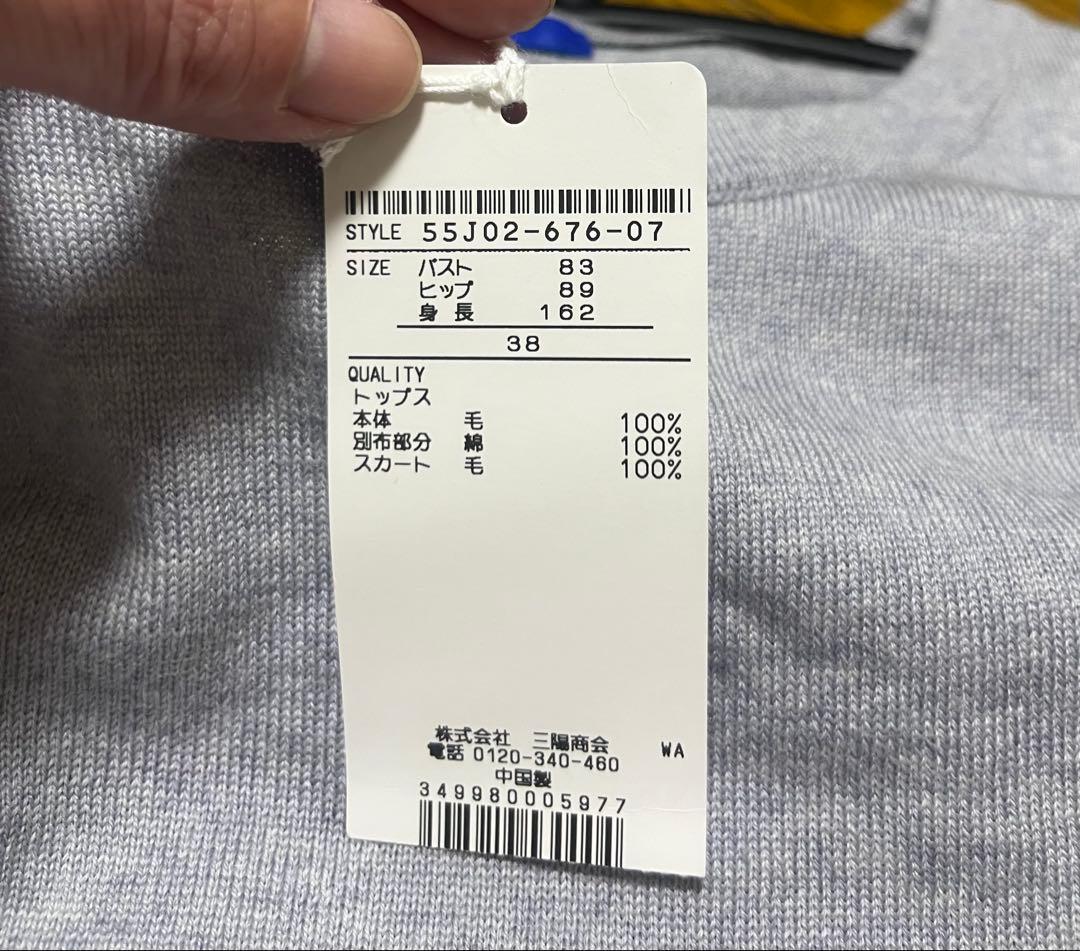 STYLE 55J02-676-07
SIZE バスト 83
ヒップ 89
身長 162
38
QUALITY
トップス
本体 毛 100%
別布部分 綿 100%
スカート 毛 100%
株式会社 三陽商会 WA
電話 0120-340-460
中国製
349980005977